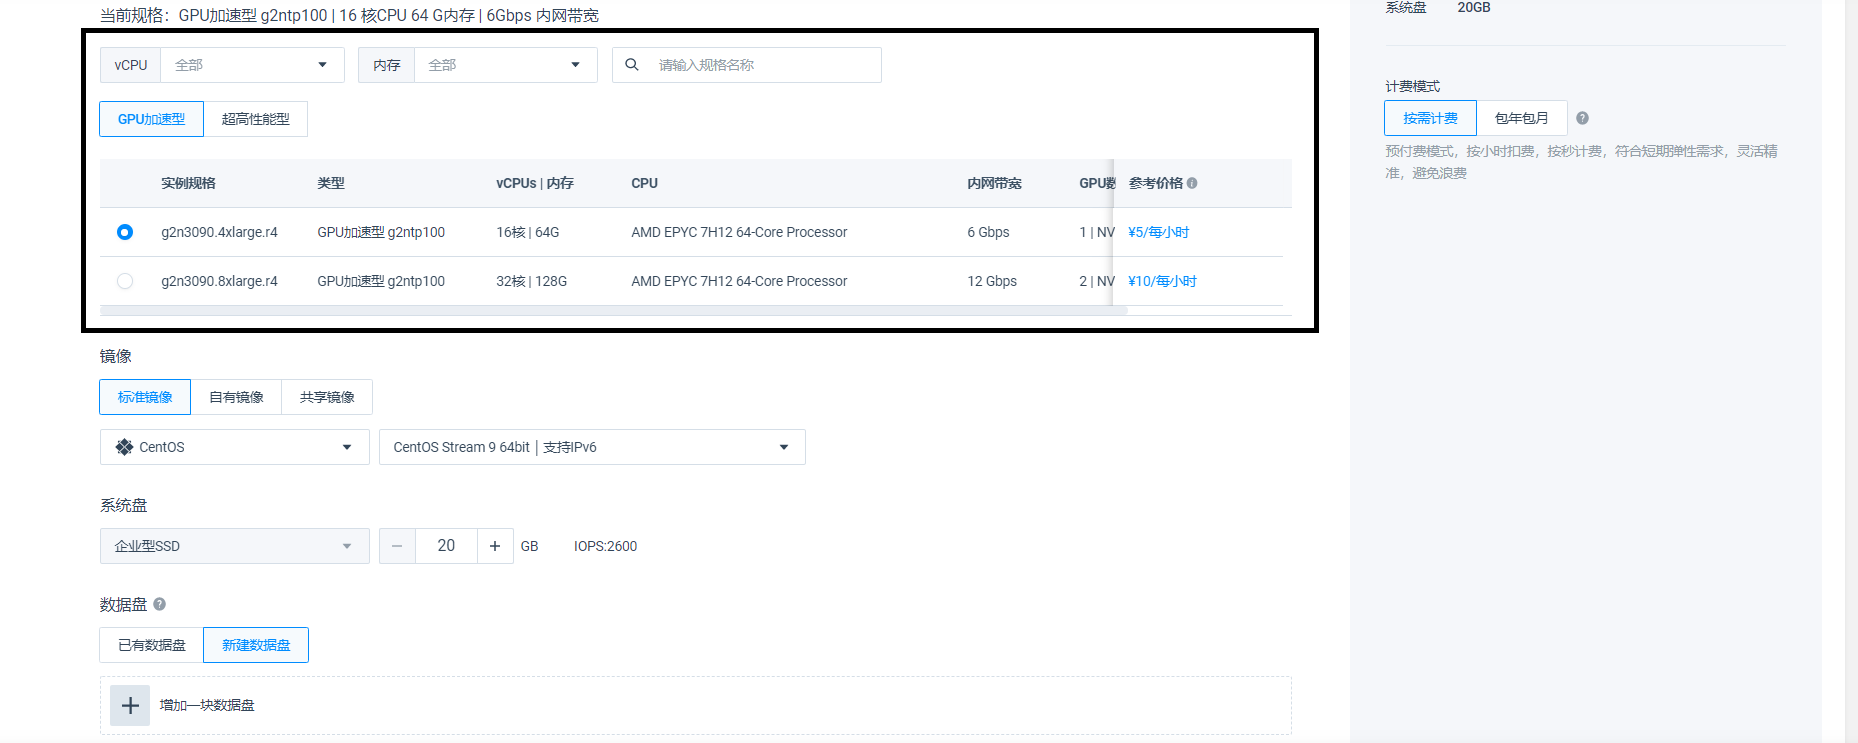 当前规格：GPU加速型 g2ntp100 | 16 核CPU 64 G内存 | 6Gbps 内网带宽
vCPU 全部 内存 全部 请输入规格名称
GPU加速型 超高性能型
实例规格 类型 vCPUs | 内存 CPU 内网带宽 GPU数 参考价格
g2n3090.4xlarge.r4 GPU加速型 g2ntp100 16核 | 64G AMD EPYC 7H12 64-Core Processor 6 Gbps 1 | NV ¥5/每小时
g2n3090.8xlarge.r4 GPU加速型 g2ntp100 32核 | 128G AMD EPYC 7H12 64-Core Processor 12 Gbps 2 | NV ¥10/每小时
镜像
标准镜像 自有镜像 共享镜像
CentOS CentOS Stream 9 64bit | 支持IPv6
系统盘
企业型SSD − 20 + GB IOPS:2600
数据盘
已有数据盘 新建数据盘
+ 增加一块数据盘
系统盘 20GB
计费模式
按需计费 包年包月
预付费模式，按小时扣费，按秒计费，符合短期弹性需求，灵活精
准，避免浪费